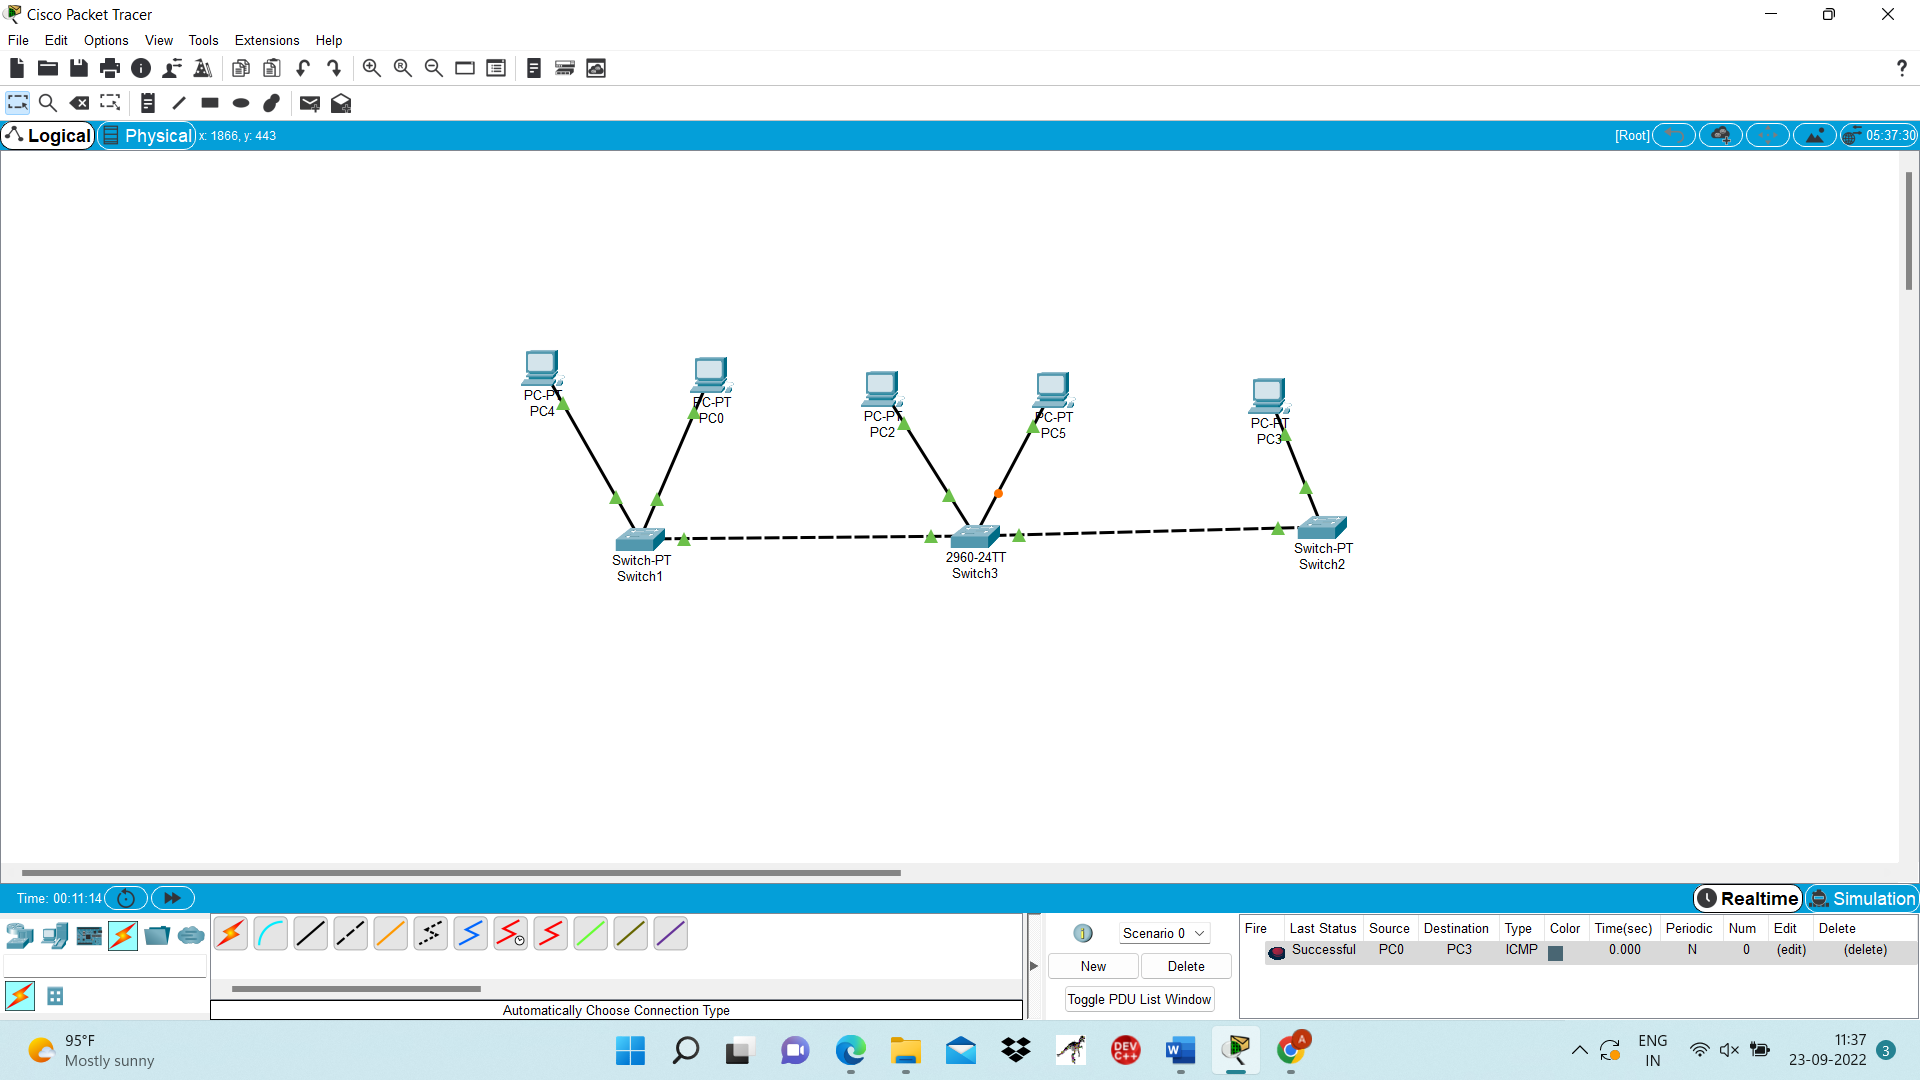 Cisco Packet Tracer
File Edit Options View Tools Extensions Help
?
Logical Physical x: 1866, y: 443 [Root] 05:37:30
PC-PT
PC4
PC-PT
PC0
PC-PT
PC2
PC-PT
PC5
PC-PT
PC3
Switch-PT
Switch1
2960-24TT
Switch3
Switch-PT
Switch2
Time: 00:11:14 Realtime Simulation
Scenario 0
New Delete
Toggle PDU List Window
Fire Last Status Source Destination Type Color Time(sec) Periodic Num Edit Delete
Successful PC0 PC3 ICMP 0.000 N 0 (edit) (delete)
Automatically Choose Connection Type
95°F
Mostly sunny
DEV
C++
W
A
ENG
IN
11:37
23-09-2022
3